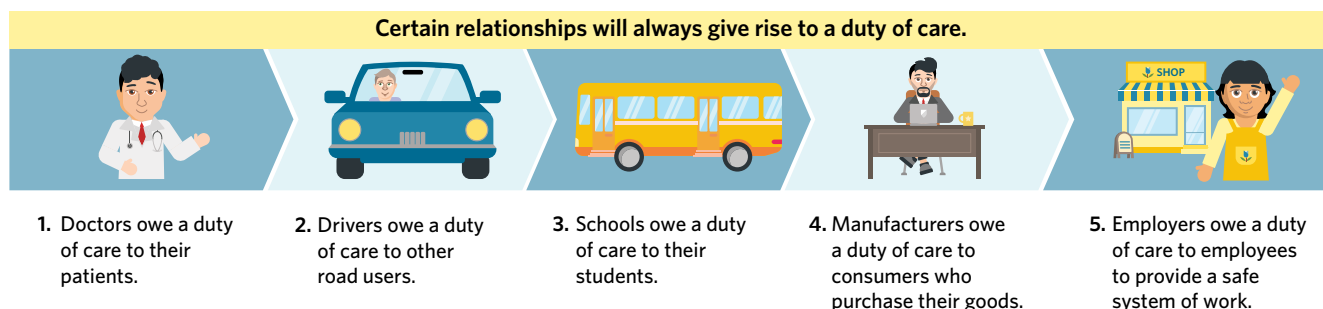 Certain relationships will always give rise to a duty of care.
SHOP
1. Doctors owe a duty
of care to their
patients.
2. Drivers owe a duty
of care to other
road users.
3. Schools owe a duty
of care to their
students.
4. Manufacturers owe
a duty of care to
consumers who
purchase their goods.
5. Employers owe a duty
of care to employees
to provide a safe
system of work.